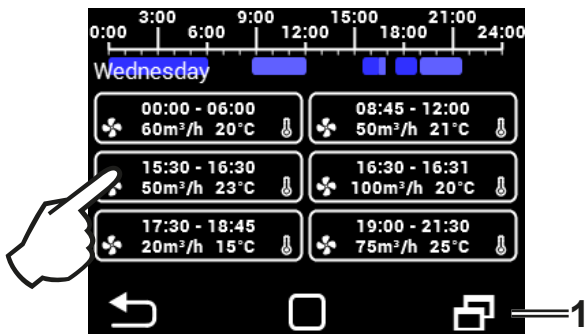 3:00 9:00 15:00 21:00
0:00 6:00 12:00 18:00 24:00
Wednesday
00:00 - 06:00
60m³/h 20°C
08:45 - 12:00
50m³/h 21°C
15:30 - 16:30
50m³/h 23°C
16:30 - 16:31
100m³/h 20°C
17:30 - 18:45
20m³/h 15°C
19:00 - 21:30
75m³/h 25°C
1